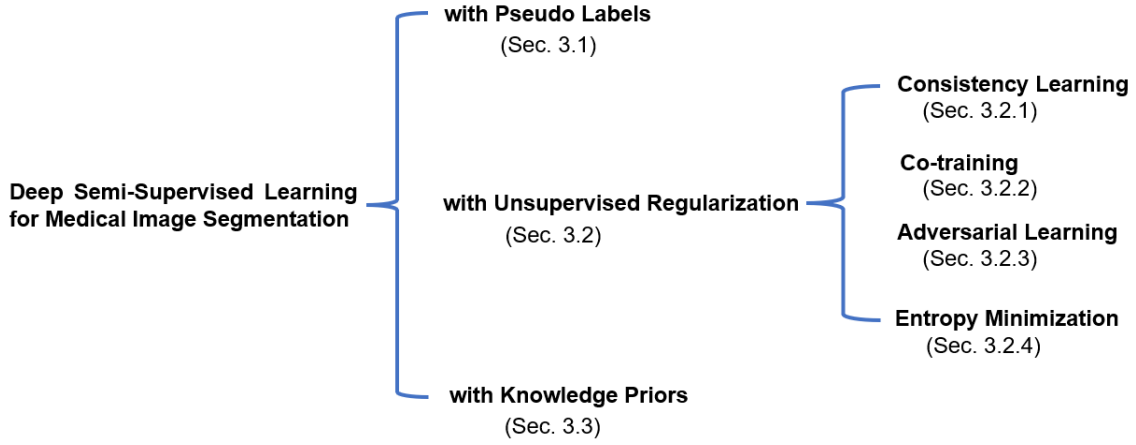 with Pseudo Labels
(Sec. 3.1)
Deep Semi-Supervised Learning
for Medical Image Segmentation
with Unsupervised Regularization
(Sec. 3.2)
Consistency Learning
(Sec. 3.2.1)
Co-training
(Sec. 3.2.2)
Adversarial Learning
(Sec. 3.2.3)
Entropy Minimization
(Sec. 3.2.4)
with Knowledge Priors
(Sec. 3.3)